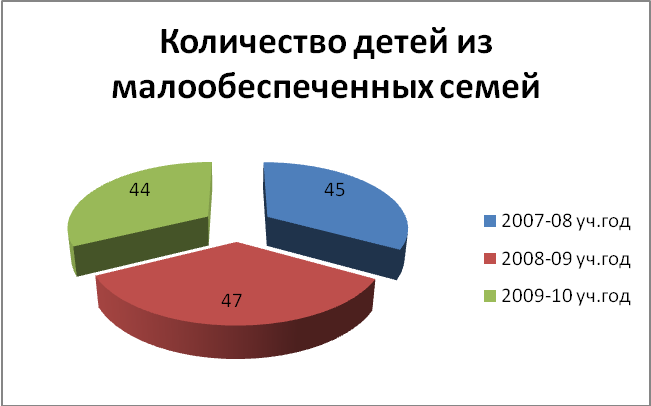 Количество детей из
малообеспеченных семей
44
45
47
2007-08 уч.год
2008-09 уч.год
2009-10 уч.год